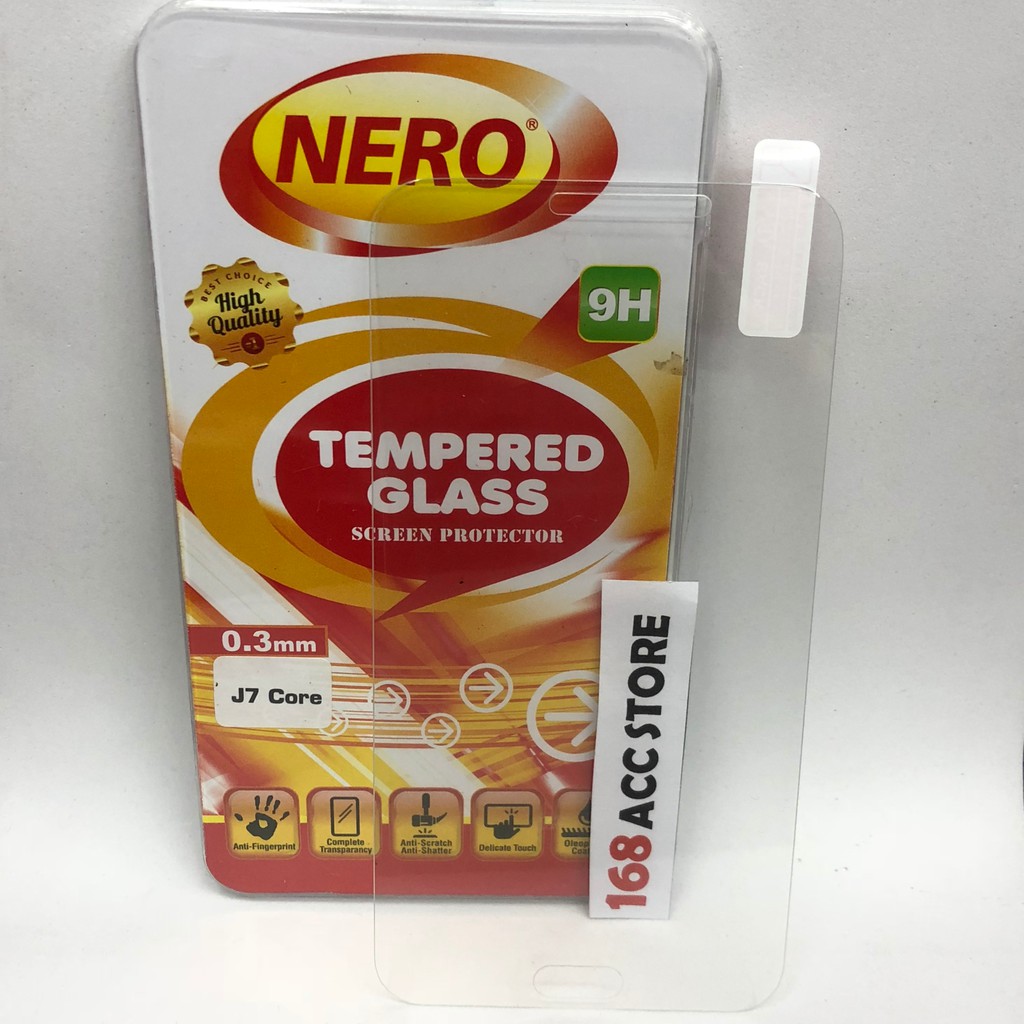 NERO®
BEST CHOICE
High
Quality
9H
TEMPERED
GLASS
SCREEN PROTECTOR
0.3mm
J7 Core
168 ACC STORE
Anti-Fingerprint
Complete
Transparancy
Anti-Scratch
Anti-Shatter
Delicate Touch